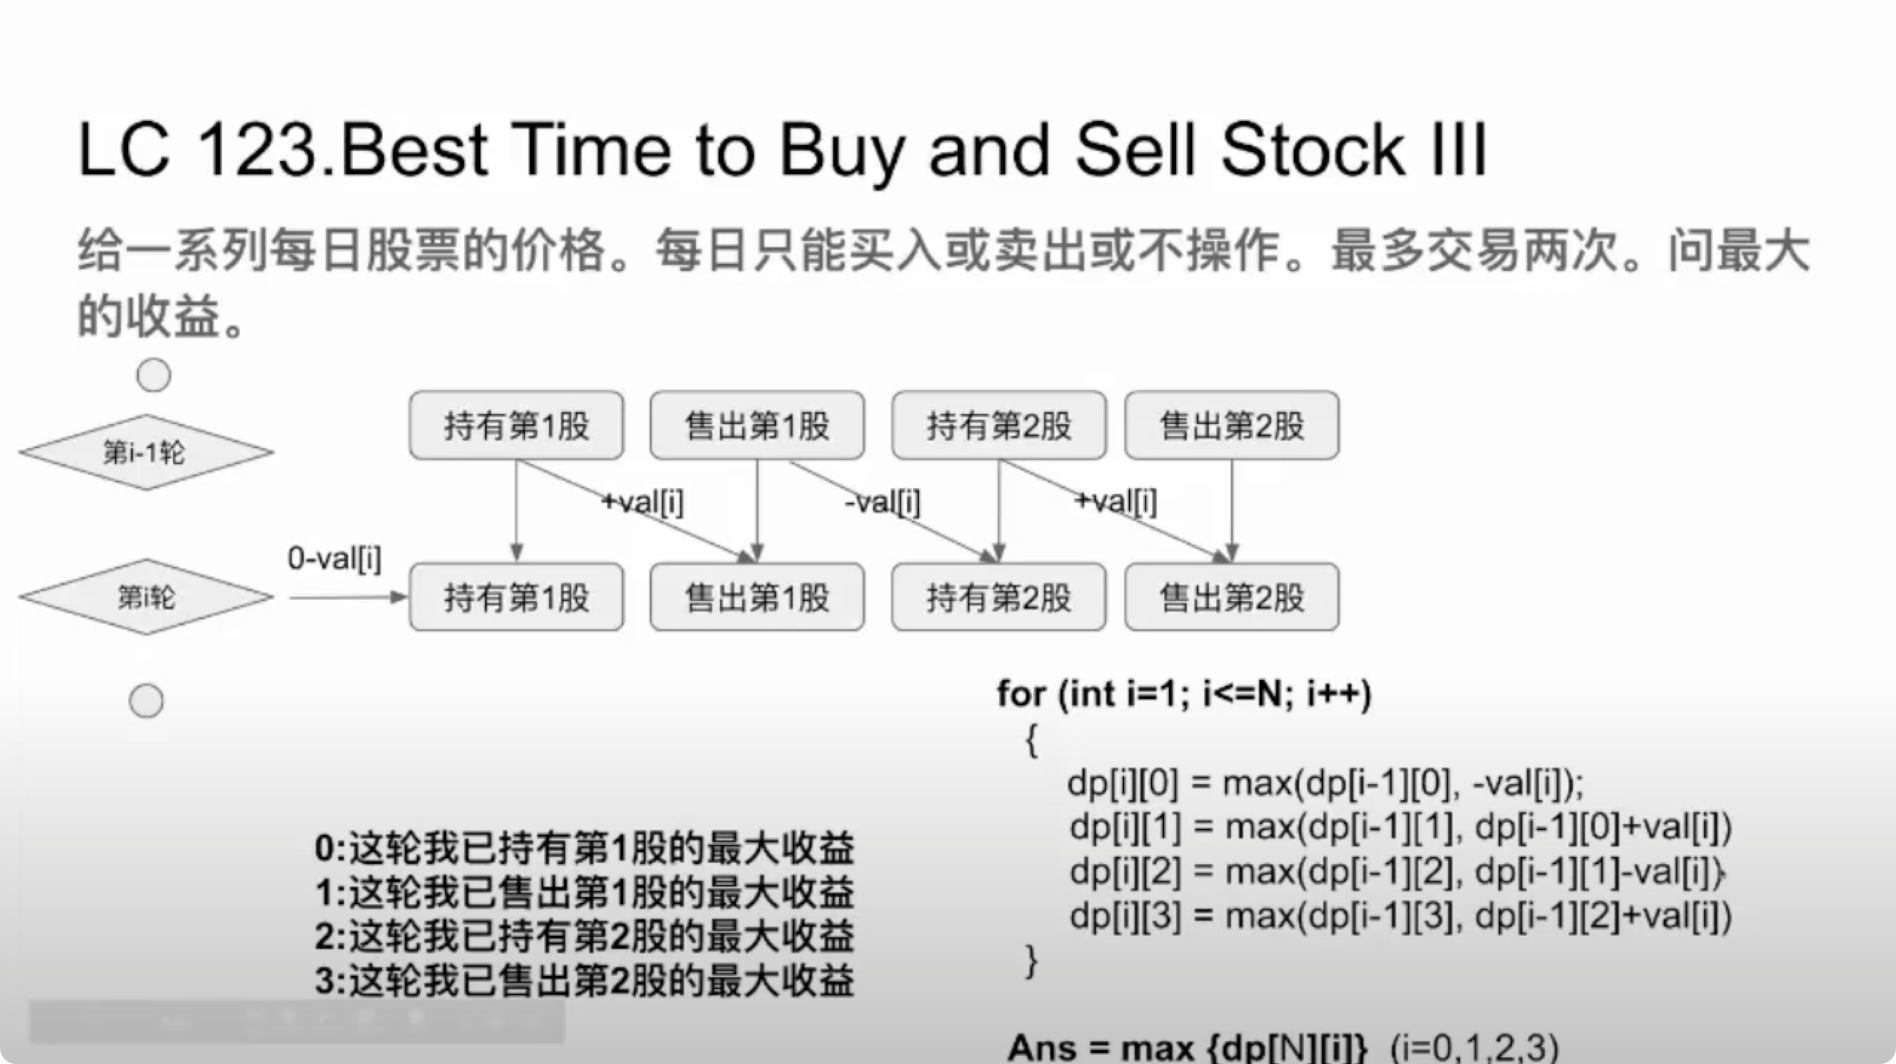 LC 123.Best Time to Buy and Sell Stock III
给一系列每日股票的价格。每日只能买入或卖出或不操作。最多交易两次。问最大
的收益。
第i-1轮
持有第1股 售出第1股 持有第2股 售出第2股
+val[i] -val[i] +val[i]
0-val[i]
第i轮
持有第1股 售出第1股 持有第2股 售出第2股
0:这轮我已持有第1股的最大收益
1:这轮我已售出第1股的最大收益
2:这轮我已持有第2股的最大收益
3:这轮我已售出第2股的最大收益
for (int i=1; i<=N; i++)
{
dp[i][0] = max(dp[i-1][0], -val[i]);
dp[i][1] = max(dp[i-1][1], dp[i-1][0]+val[i])
dp[i][2] = max(dp[i-1][2], dp[i-1][1]-val[i])
dp[i][3] = max(dp[i-1][3], dp[i-1][2]+val[i])
}
Ans = max {dp[N][i]} (i=0,1,2,3)